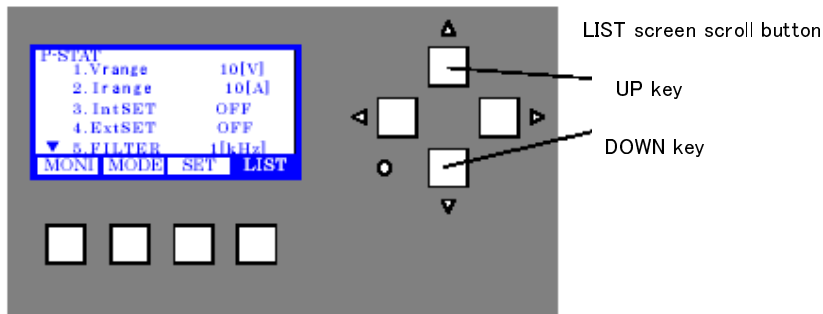 LIST screen scroll button
P-STAT
1.Vrange 10[V]
2.Irange 10[A]
3.IntSET OFF
4.ExtSET OFF
▼ 5.FILTER 1[kHz]
MONI MODE SET LIST
UP key
DOWN key